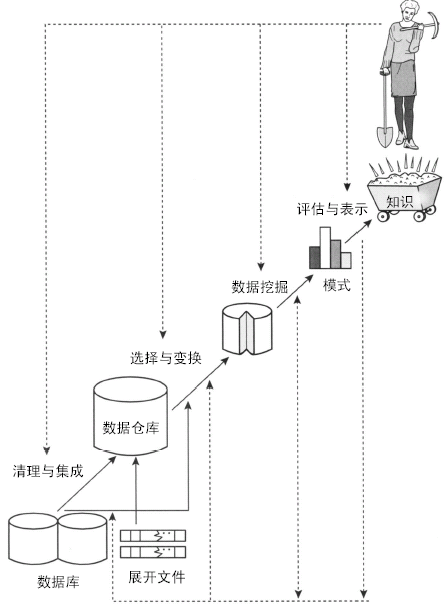 知识
评估与表示
模式
数据挖掘
选择与变换
数据仓库
清理与集成
数据库
展开文件